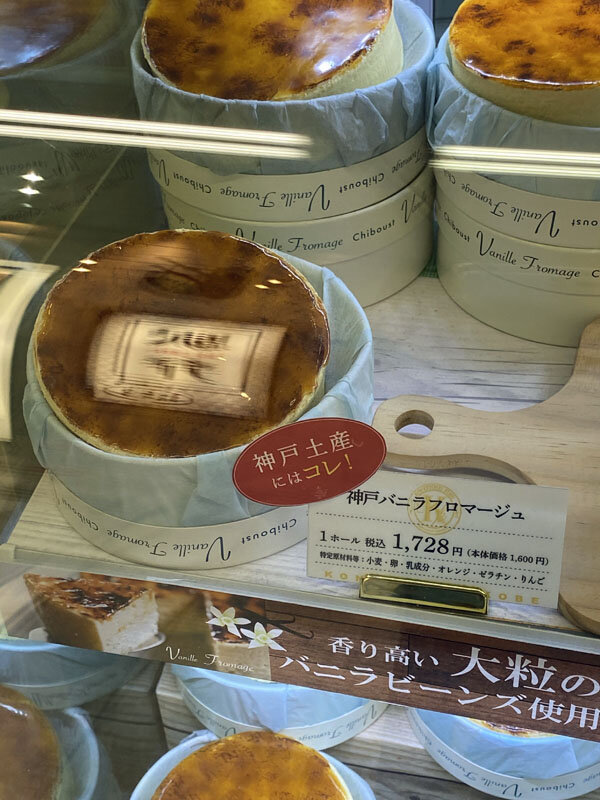 Chiboust Vanille Fromage Chiboust V
Vanille Fromage Chiboust V
Chiboust Vanille
Chiboust Vanille Fromage C
神戸土産
にはコレ!
Chiboust Vanille Fromage
神戸バニラフロマージュ
1ホール 税込 1,728円(本体価格1,600円)
特定原材料等:小麦・卵・乳成分・オレンジ・ゼラチン・りんご
KOBE
Vanille Fromage
香り高い 大粒の
バニラビーンズ使用